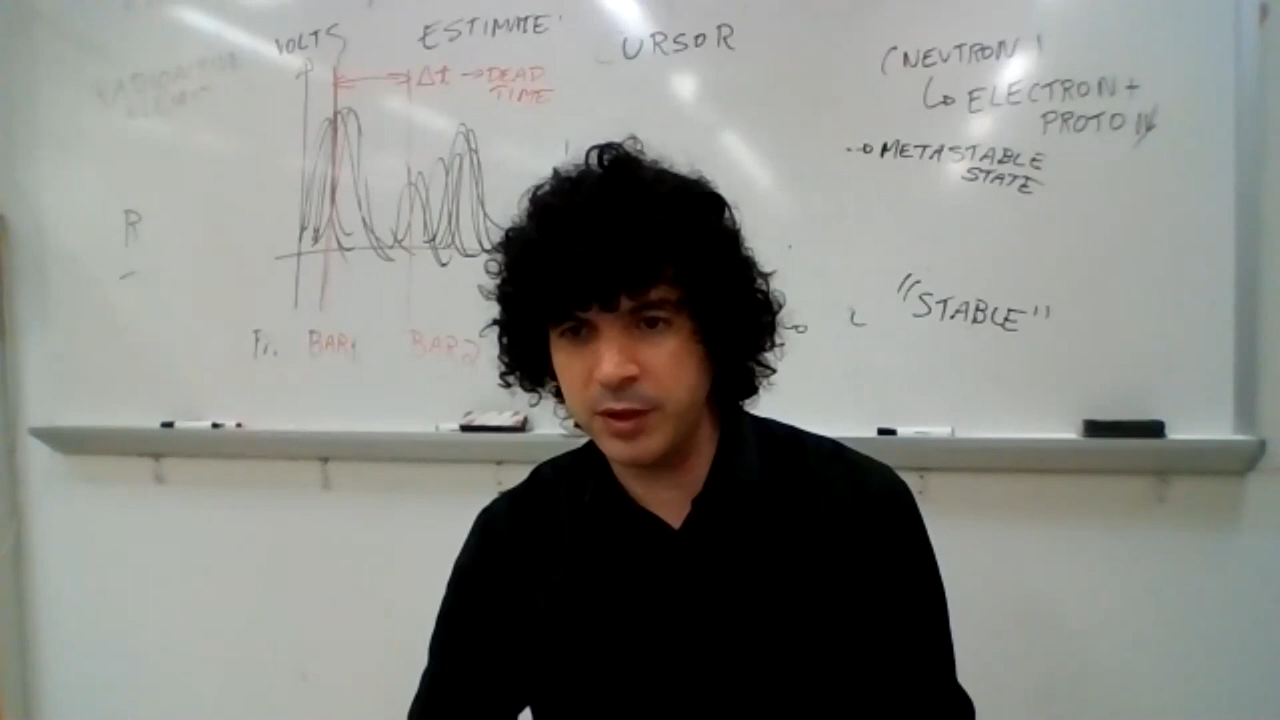 VOLTS
ESTIMATE
URSOR
Δt → DEAD
TIME
(NEUTRON
↳ ELECTRON +
PROTON
METASTABLE
STATE
R
"STABLE"
BAR1 BAR2